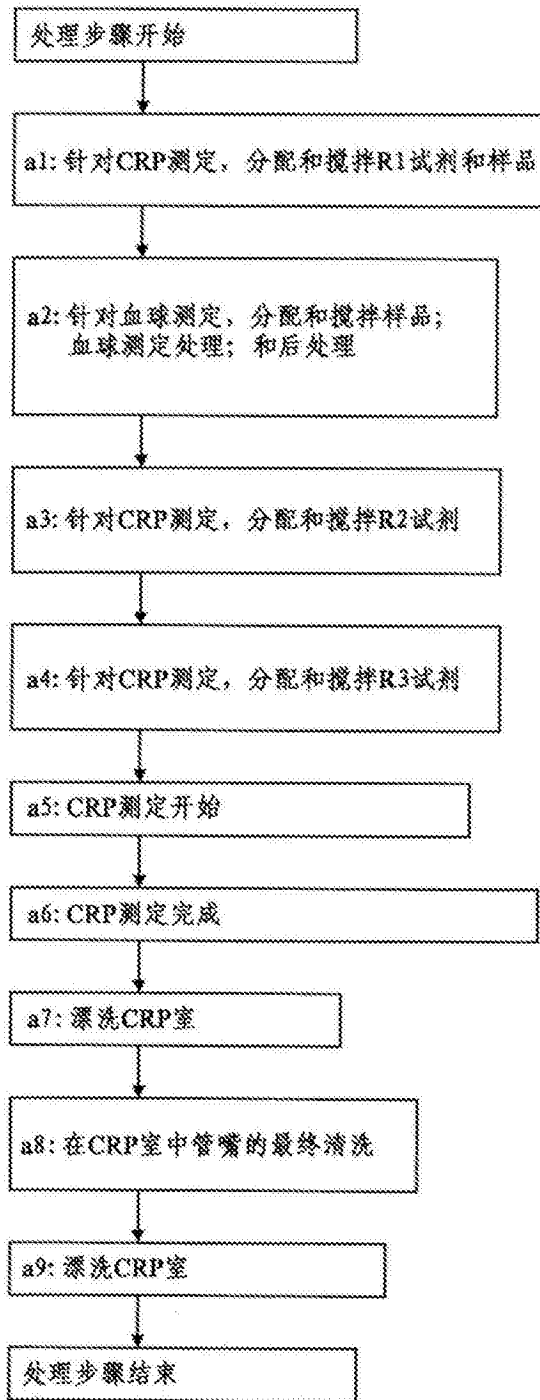 处理步骤开始
a1: 针对CRP测定，分配和搅拌R1试剂和样品
a2: 针对血球测定，分配和搅拌样品；
血球测定处理；和后处理
a3: 针对CRP测定，分配和搅拌R2试剂
a4: 针对CRP测定，分配和搅拌R3试剂
a5: CRP测定开始
a6: CRP测定完成
a7: 漂洗CRP室
a8: 在CRP室中管嘴的最终清洗
a9: 漂洗CRP室
处理步骤结束